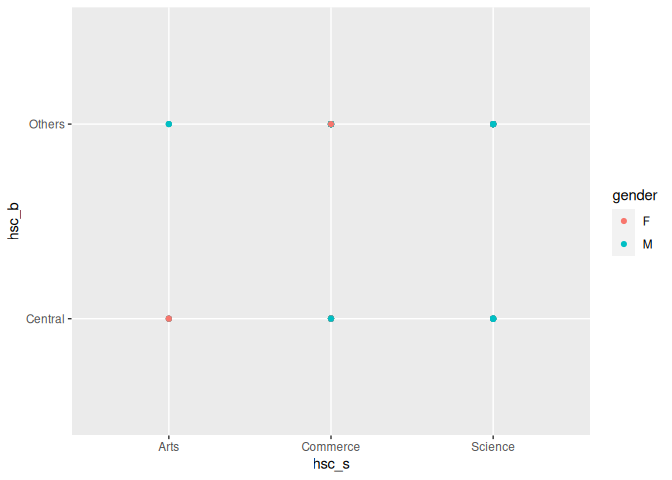 Others
Central
hsc_b
Arts Commerce Science
hsc_s
gender
F
M